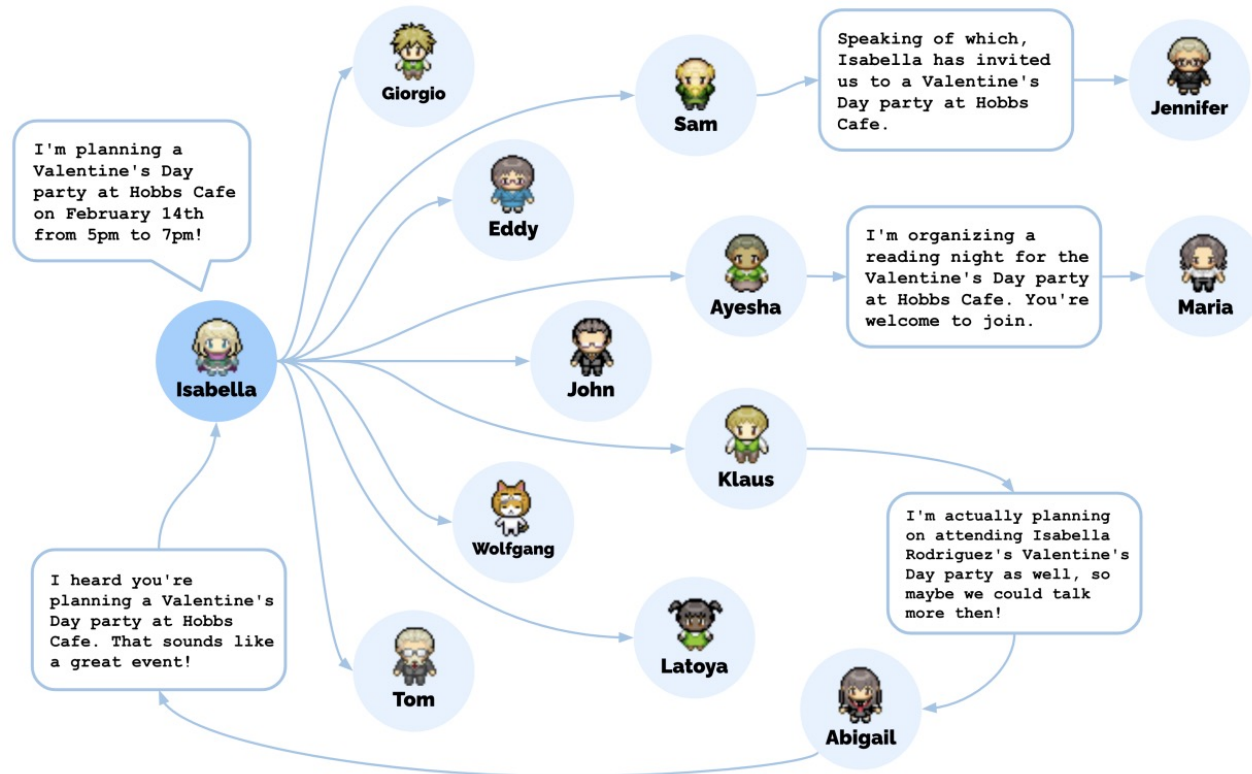 Giorgio
Sam
Speaking of which,
Isabella has invited
us to a Valentine's
Day party at Hobbs
Cafe.
Jennifer
I'm planning a
Valentine's Day
party at Hobbs Cafe
on February 14th
from 5pm to 7pm!
Eddy
Ayesha
I'm organizing a
reading night for the
Valentine's Day party
at Hobbs Cafe. You're
welcome to join.
Maria
Isabella
John
Klaus
Wolfgang
I'm actually planning
on attending Isabella
Rodriguez's Valentine's
Day party as well, so
maybe we could talk
more then!
I heard you're
planning a Valentine's
Day party at Hobbs
Cafe. That sounds like
a great event!
Tom
Latoya
Abigail